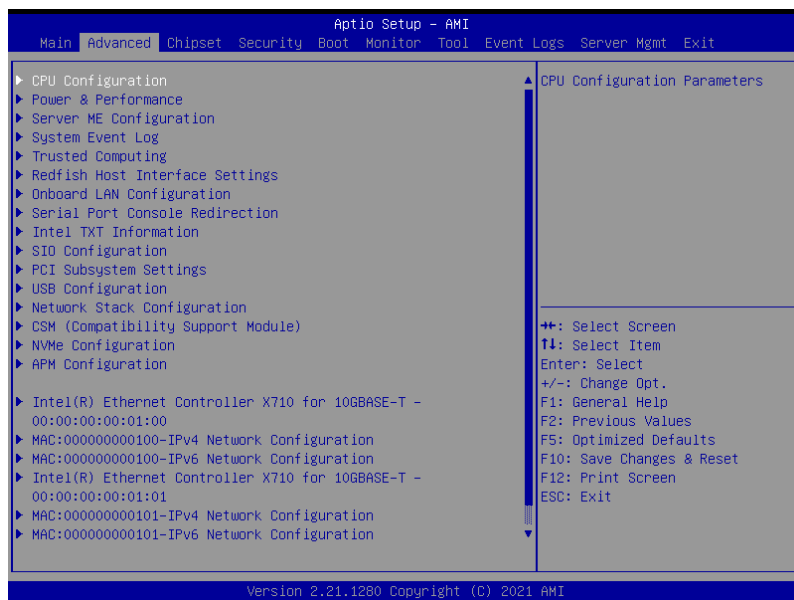 Aptio Setup – AMI
Main Advanced Chipset Security Boot Monitor Tool Event Logs Server Mgmt Exit
CPU Configuration
Power & Performance
Server ME Configuration
System Event Log
Trusted Computing
Redfish Host Interface Settings
Onboard LAN Configuration
Serial Port Console Redirection
Intel TXT Information
SIO Configuration
PCI Subsystem Settings
USB Configuration
Network Stack Configuration
CSM (Compatibility Support Module)
NVMe Configuration
APM Configuration
Intel(R) Ethernet Controller X710 for 10GBASE-T –
00:00:00:00:01:00
MAC:000000000100-IPv4 Network Configuration
MAC:000000000100-IPv6 Network Configuration
Intel(R) Ethernet Controller X710 for 10GBASE-T –
00:00:00:00:01:01
MAC:000000000101-IPv4 Network Configuration
MAC:000000000101-IPv6 Network Configuration
CPU Configuration Parameters
→←: Select Screen
↑↓: Select Item
Enter: Select
+/-: Change Opt.
F1: General Help
F2: Previous Values
F5: Optimized Defaults
F10: Save Changes & Reset
F12: Print Screen
ESC: Exit
Version 2.21.1280 Copyright (C) 2021 AMI